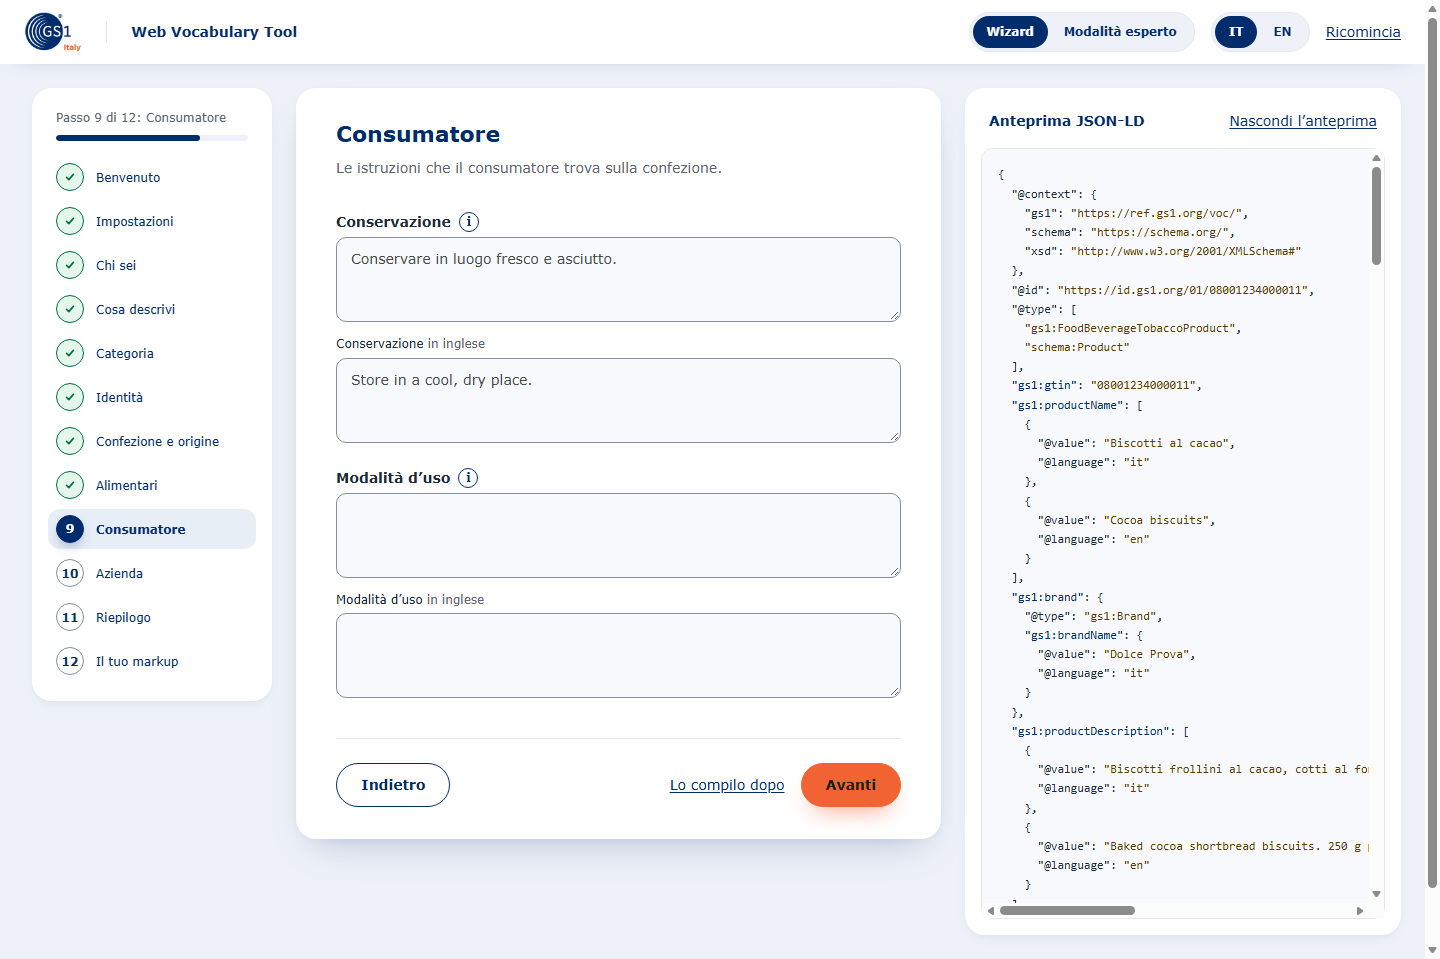 GS1 Italy
Web Vocabulary Tool
Wizard
Modalità esperto
IT
EN
Ricomincia
Passo 9 di 12: Consumatore
Benvenuto
Impostazioni
Chi sei
Cosa descrivi
Categoria
Identità
Confezione e origine
Alimentari
9 Consumatore
10 Azienda
11 Riepilogo
12 Il tuo markup
Consumatore
Le istruzioni che il consumatore trova sulla confezione.
Conservazione i
Conservare in luogo fresco e asciutto.
Conservazione in inglese
Store in a cool, dry place.
Modalità d’uso i
Modalità d’uso in inglese
Indietro
Lo compilo dopo
Avanti
Anteprima JSON-LD
Nascondi l’anteprima
{
"@context": {
"gs1": "https://ref.gs1.org/voc/",
"schema": "https://schema.org/",
"xsd": "http://www.w3.org/2001/XMLSchema#"
},
"@id": "https://id.gs1.org/01/08001234000011",
"@type": [
"gs1:FoodBeverageTobaccoProduct",
"schema:Product"
],
"gs1:gtin": "08001234000011",
"gs1:productName": [
{
"@value": "Biscotti al cacao",
"@language": "it"
},
{
"@value": "Cocoa biscuits",
"@language": "en"
}
],
"gs1:brand": {
"@type": "gs1:Brand",
"gs1:brandName": {
"@value": "Dolce Prova",
"@language": "it"
}
},
"gs1:productDescription": [
{
"@value": "Biscotti frollini al cacao, cotti al
"@language": "it"
},
{
"@value": "Baked cocoa shortbread biscuits. 250 g
"@language": "en"
}